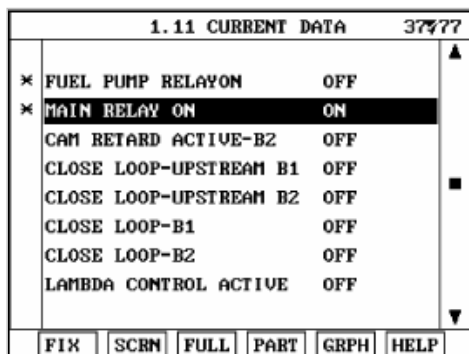 1.11 CURRENT DATA 37▼/77
* FUEL PUMP RELAYON OFF
* MAIN RELAY ON ON
CAM RETARD ACTIVE-B2 OFF
CLOSE LOOP-UPSTREAM B1 OFF
CLOSE LOOP-UPSTREAM B2 OFF
CLOSE LOOP-B1 OFF
CLOSE LOOP-B2 OFF
LAMBDA CONTROL ACTIVE OFF
FIX SCRN FULL PART GRPH HELP